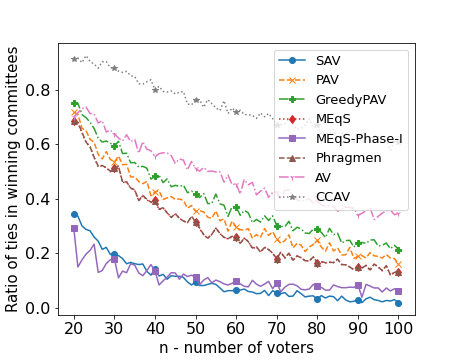 Ratio of ties in winning committees
0.8
0.6
0.4
0.2
0.0
20 30 40 50 60 70 80 90 100
n - number of voters
SAV
PAV
GreedyPAV
MEqS
MEqS-Phase-I
Phragmen
AV
CCAV